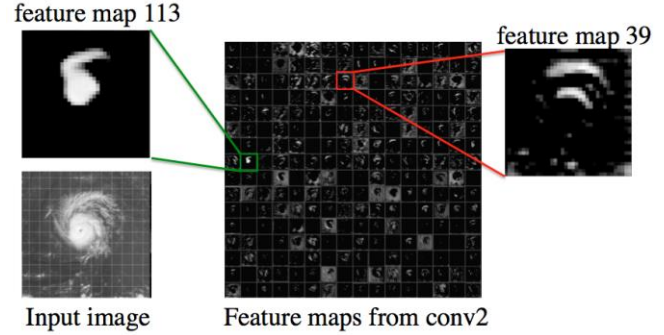 feature map 113
feature map 39
Input image
Feature maps from conv2